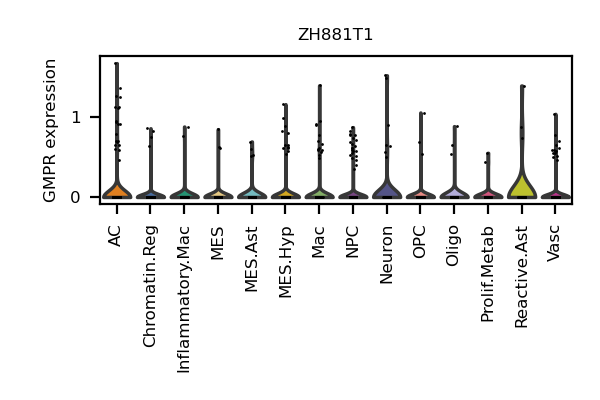 ZH881T1
GMPR expression
1
0
AC
Chromatin.Reg
Inflammatory.Mac
MES
MES.Ast
MES.Hyp
Mac
NPC
Neuron
OPC
Oligo
Prolif.Metab
Reactive.Ast
Vasc